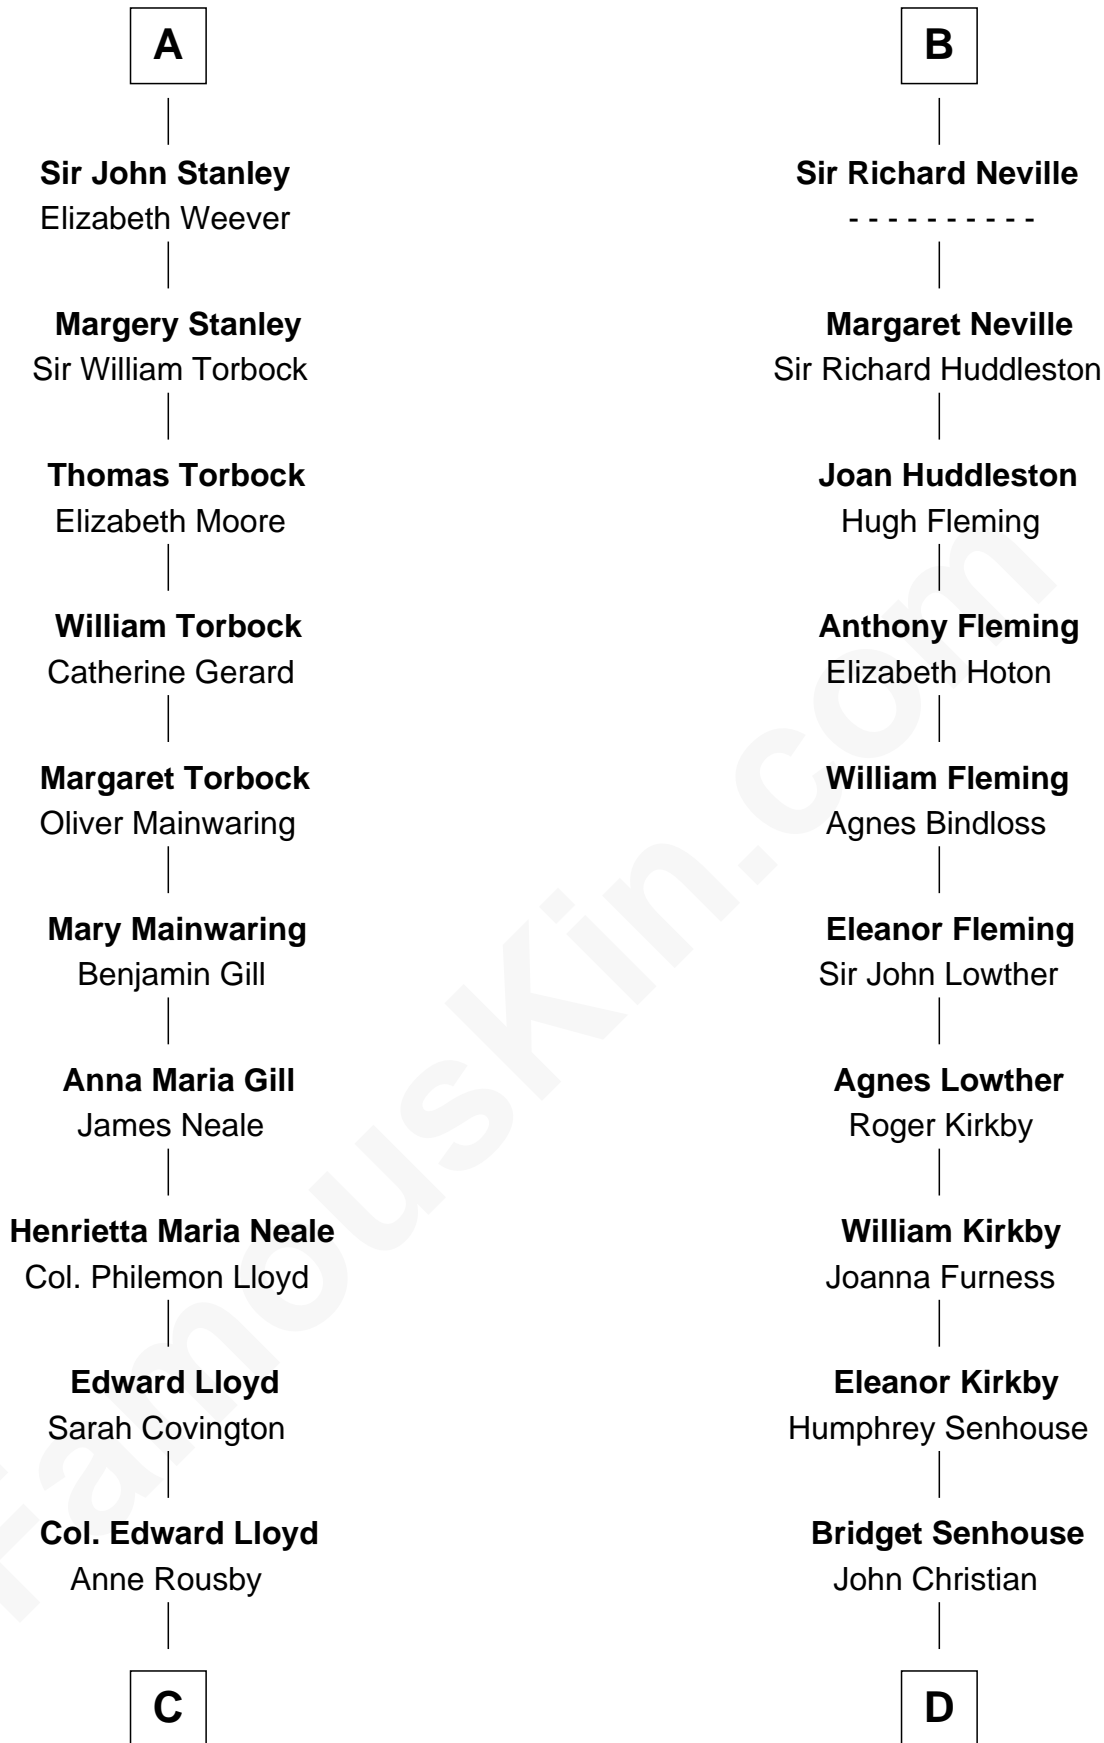 A
Sir John Stanley
Elizabeth Weever
Margery Stanley
Sir William Torbock
Thomas Torbock
Elizabeth Moore
William Torbock
Catherine Gerard
Margaret Torbock
Oliver Mainwaring
Mary Mainwaring
Benjamin Gill
Anna Maria Gill
James Neale
Henrietta Maria Neale
Col. Philemon Lloyd
Edward Lloyd
Sarah Covington
Col. Edward Lloyd
Anne Rousby
C
B
Sir Richard Neville
- - - - - - - - - -
Margaret Neville
Sir Richard Huddleston
Joan Huddleston
Hugh Fleming
Anthony Fleming
Elizabeth Hoton
William Fleming
Agnes Bindloss
Eleanor Fleming
Sir John Lowther
Agnes Lowther
Roger Kirkby
William Kirkby
Joanna Furness
Eleanor Kirkby
Humphrey Senhouse
Bridget Senhouse
John Christian
D
FamousKin.com